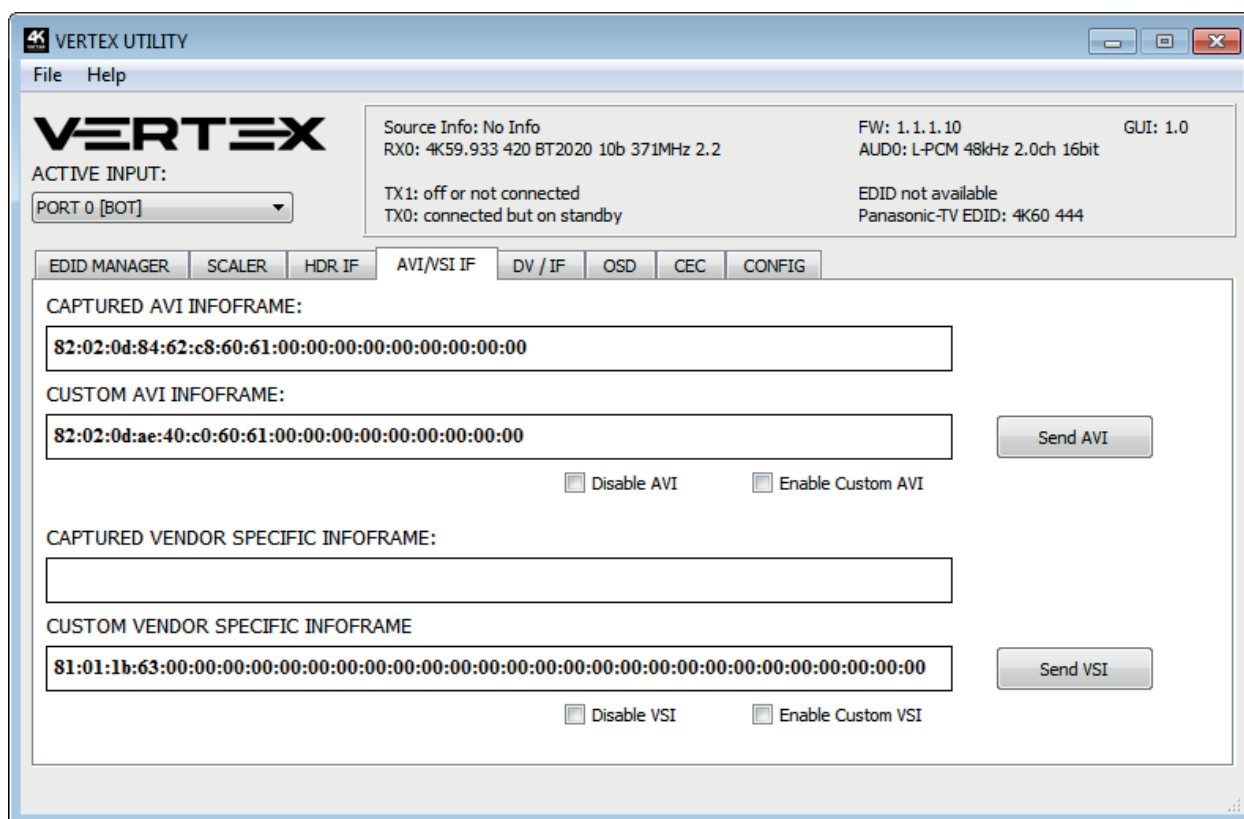 4K VERTEX UTILITY
File Help
VERTEX
ACTIVE INPUT:
PORT 0 [BOT]
Source Info: No Info
RX0: 4K59.933 420 BT2020 10b 371MHz 2.2
TX1: off or not connected
TX0: connected but on standby
FW: 1.1.1.10 GUI: 1.0
AUD0: L-PCM 48kHz 2.0ch 16bit
EDID not available
Panasonic-TV EDID: 4K60 444
EDID MANAGER SCALER HDR IF AVI/VSI IF DV / IF OSD CEC CONFIG
CAPTURED AVI INFOFRAME:
82:02:0d:84:62:c8:60:61:00:00:00:00:00:00:00:00:00
CUSTOM AVI INFOFRAME:
82:02:0d:ae:40:c0:60:61:00:00:00:00:00:00:00:00:00
Send AVI
Disable AVI Enable Custom AVI
CAPTURED VENDOR SPECIFIC INFOFRAME:
CUSTOM VENDOR SPECIFIC INFOFRAME
81:01:1b:63:00:00:00:00:00:00:00:00:00:00:00:00:00:00:00:00:00:00:00:00:00:00:00:00:00:00:00
Send VSI
Disable VSI Enable Custom VSI